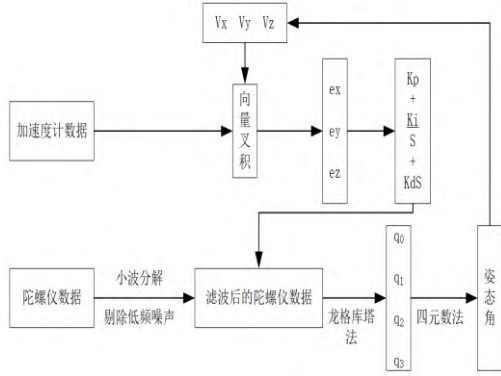 Vx Vy Vz
加速度计数据
向
量
叉
积
ex
ey
ez
Kp
+
Ki
S
+
KdS
陀螺仪数据
小波分解
剔除低频噪声
滤波后的陀螺仪数据
龙格库塔
法
q0
q1
q2
q3
四元数法
姿
态
角